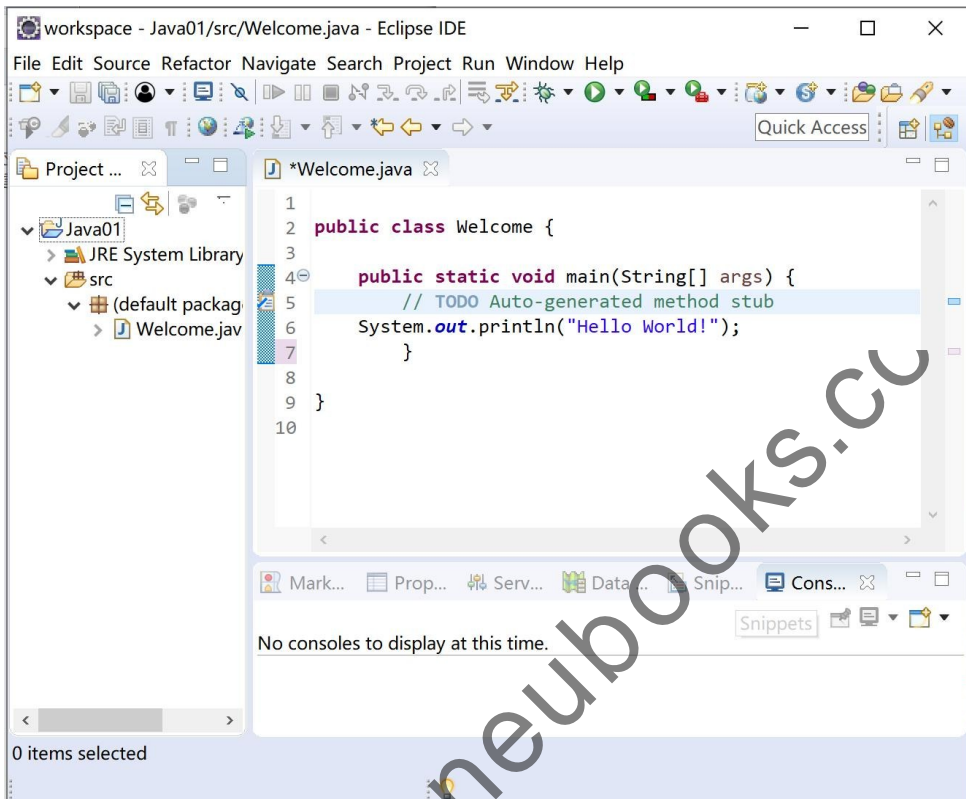 workspace - Java01/src/Welcome.java - Eclipse IDE
File Edit Source Refactor Navigate Search Project Run Window Help
Quick Access
Project ...
*Welcome.java
Java01
JRE System Library
src
(default packag
Welcome.jav
1
2 public class Welcome {
3
4 public static void main(String[] args) {
5 // TODO Auto-generated method stub
6 System.out.println("Hello World!");
7 }
8
9 }
10
Mark... Prop... Serv... Data ... Snip... Cons...
Snippets
No consoles to display at this time.
0 items selected
neubooks.co